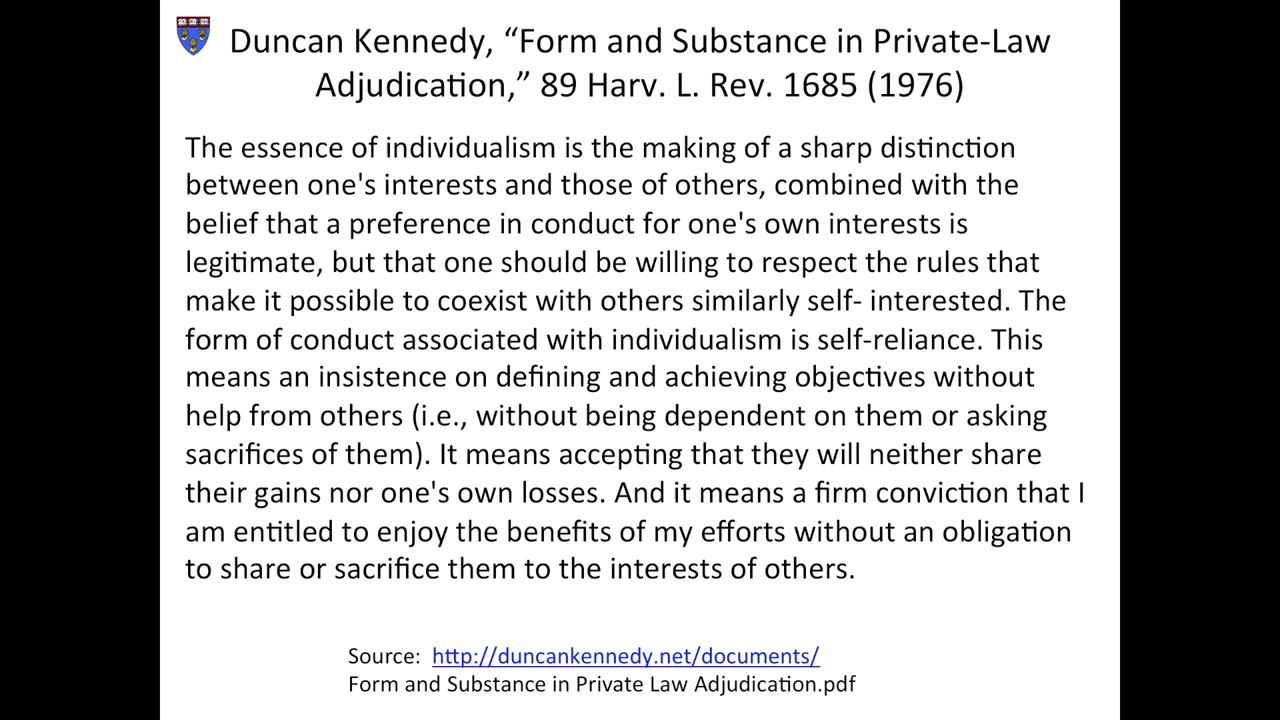 Duncan Kennedy, “Form and Substance in Private-Law
Adjudication,” 89 Harv. L. Rev. 1685 (1976)
The essence of individualism is the making of a sharp distinction
between one's interests and those of others, combined with the
belief that a preference in conduct for one's own interests is
legitimate, but that one should be willing to respect the rules that
make it possible to coexist with others similarly self- interested. The
form of conduct associated with individualism is self-reliance. This
means an insistence on defining and achieving objectives without
help from others (i.e., without being dependent on them or asking
sacrifices of them). It means accepting that they will neither share
their gains nor one's own losses. And it means a firm conviction that I
am entitled to enjoy the benefits of my efforts without an obligation
to share or sacrifice them to the interests of others.
Source: http://duncankennedy.net/documents/
Form and Substance in Private Law Adjudication.pdf